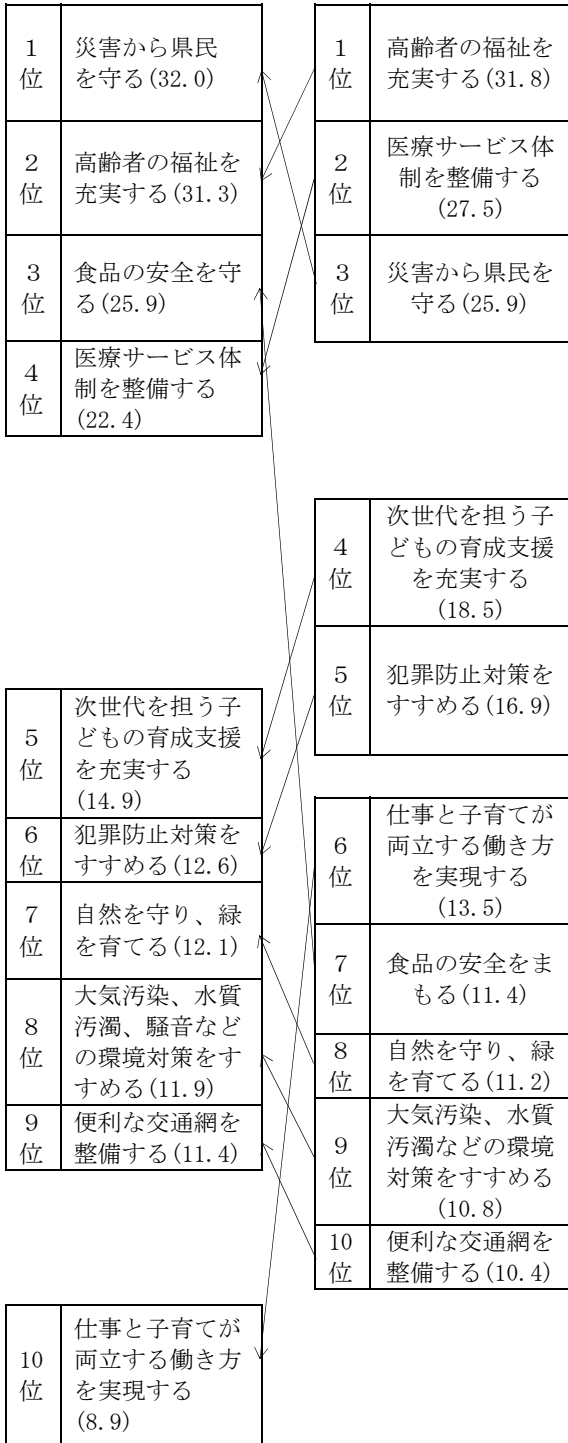 1
位
災害から県民
を守る(32.0)
2
位
高齢者の福祉を
充実する(31.3)
3
位
食品の安全を守
る(25.9)
4
位
医療サービス体
制を整備する
(22.4)
5
位
次世代を担う子
どもの育成支援
を充実する
(14.9)
6
位
犯罪防止対策を
すすめる(12.6)
7
位
自然を守り、緑
を育てる(12.1)
8
位
大気汚染、水質
汚濁、騒音など
の環境対策をす
すめる(11.9)
9
位
便利な交通網を
整備する(11.4)
10
位
仕事と子育てが
両立する働き方
を実現する
(8.9)
1
位
高齢者の福祉を
充実する(31.8)
2
位
医療サービス体
制を整備する
(27.5)
3
位
災害から県民を
守る(25.9)
4
位
次世代を担う子
どもの育成支援
を充実する
(18.5)
5
位
犯罪防止対策を
すすめる(16.9)
6
位
仕事と子育てが
両立する働き方
を実現する
(13.5)
7
位
食品の安全をま
もる(11.4)
8
位
自然を守り、緑
を育てる(11.2)
9
位
大気汚染、水質
汚濁などの環境
対策をすすめる
(10.8)
10
位
便利な交通網を
整備する(10.4)